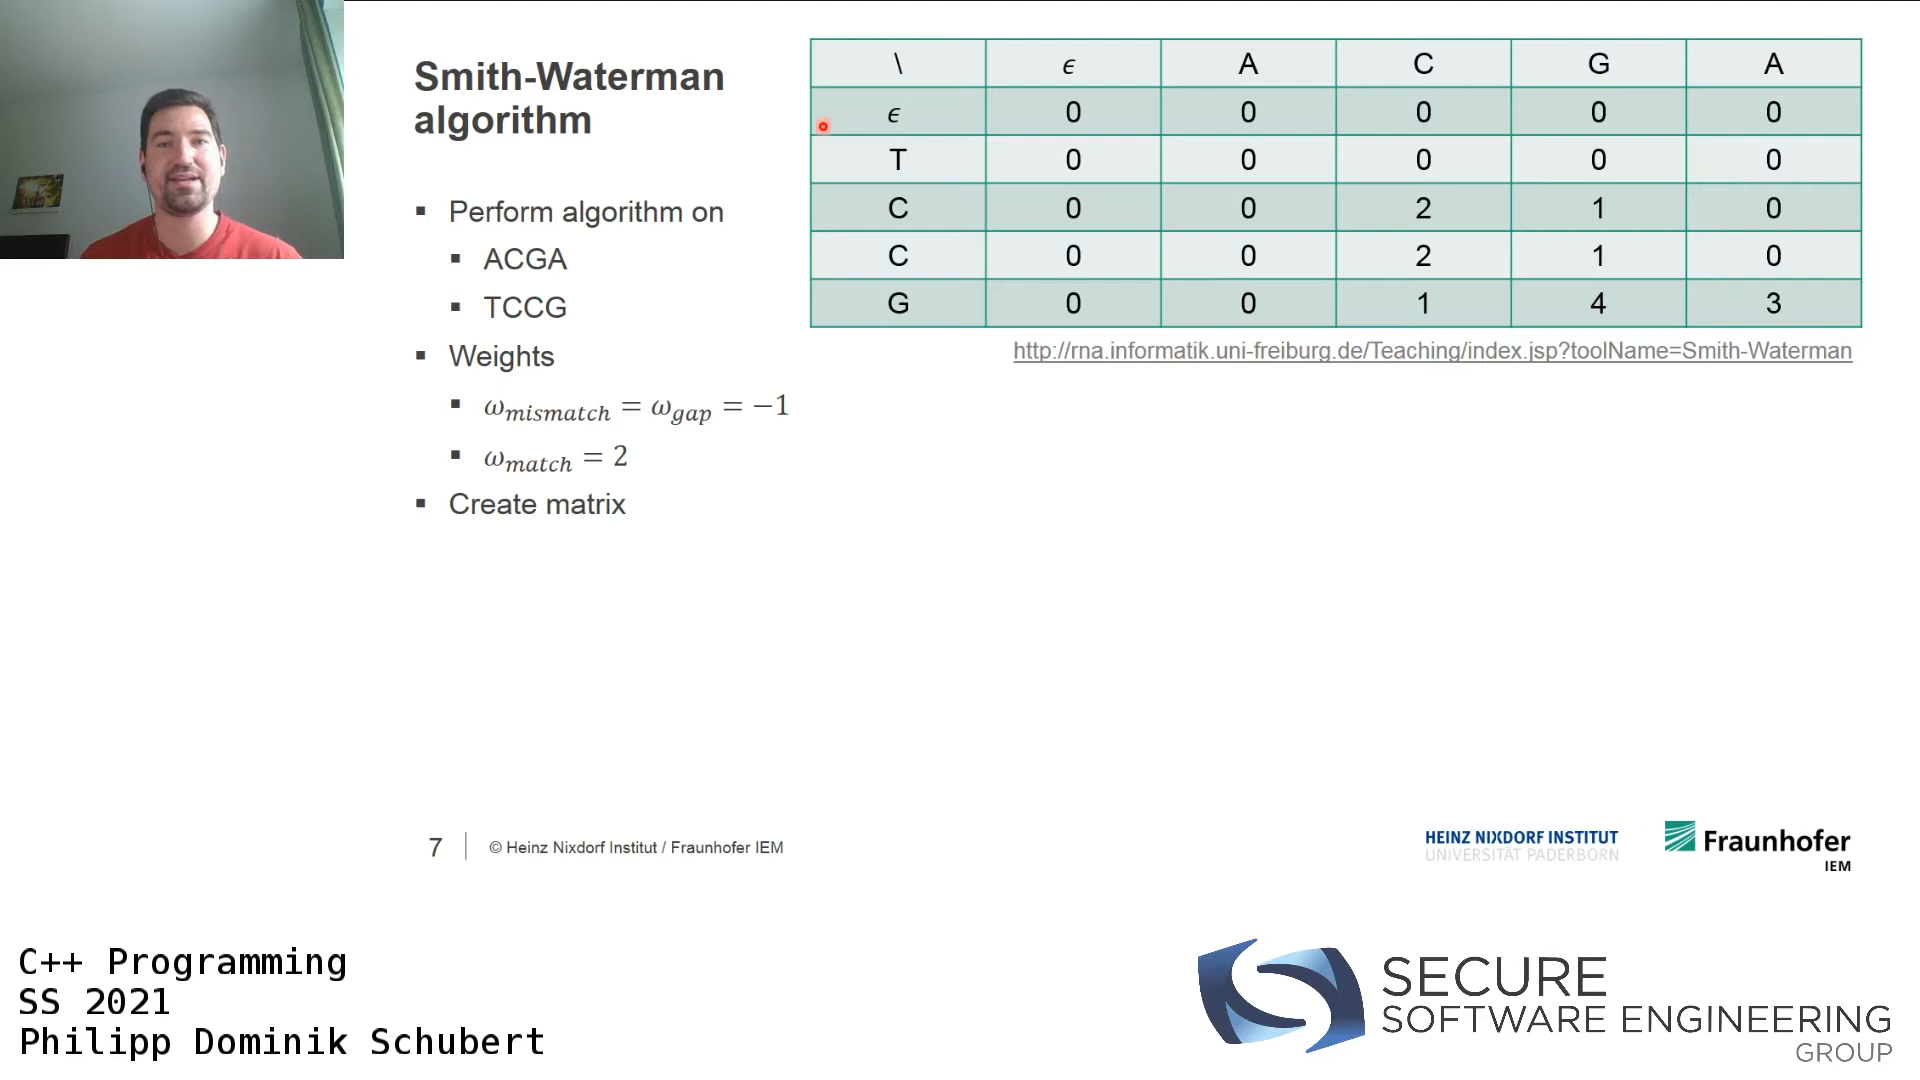 Smith-Waterman
algorithm
▪ Perform algorithm on
▪ ACGA
▪ TCCG
▪ Weights
▪ ω_mismatch = ω_gap = −1
▪ ω_match = 2
▪ Create matrix
\ ϵ A C G A
ϵ 0 0 0 0 0
T 0 0 0 0 0
C 0 0 2 1 0
C 0 0 2 1 0
G 0 0 1 4 3
http://rna.informatik.uni-freiburg.de/Teaching/index.jsp?toolName=Smith-Waterman
7 © Heinz Nixdorf Institut / Fraunhofer IEM
HEINZ NIXDORF INSTITUT
UNIVERSITÄT PADERBORN
Fraunhofer
IEM
C++ Programming
SS 2021
Philipp Dominik Schubert
SECURE
SOFTWARE ENGINEERING
GROUP